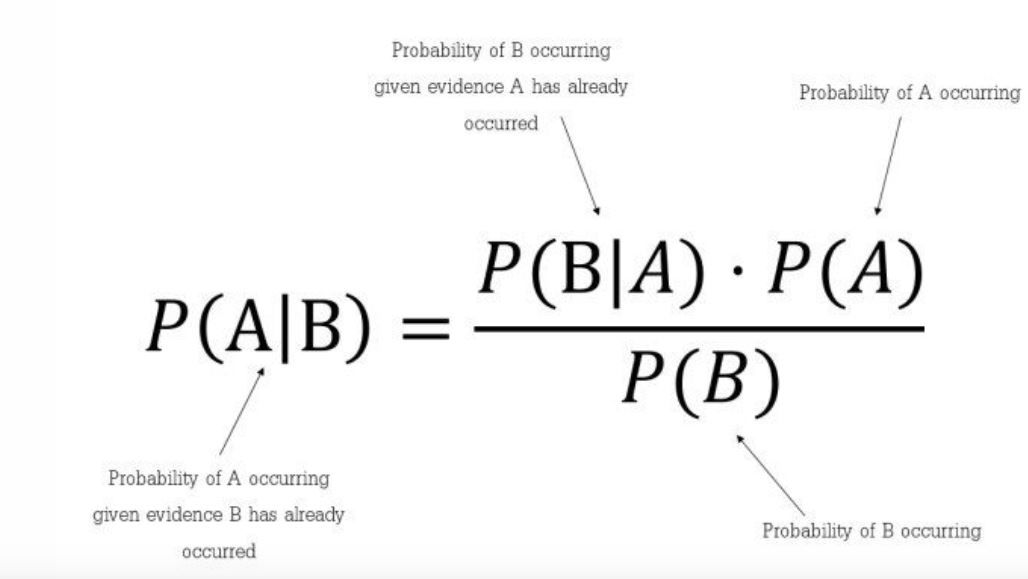 Probability of B occurring
given evidence A has already
occurred
Probability of A occurring
P(B|A) · P(A)
P(A|B) =
P(B)
Probability of A occurring
given evidence B has already
occurred
Probability of B occurring